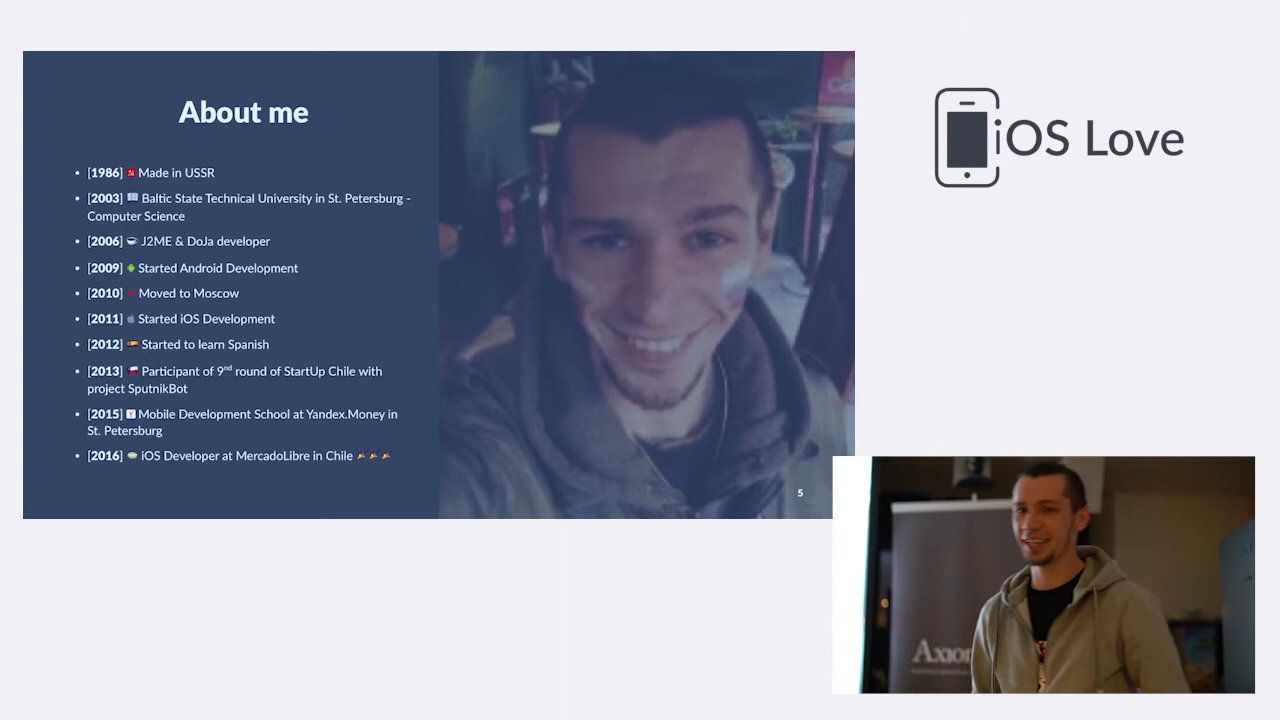 About me
[1986] Made in USSR
[2003] Baltic State Technical University in St. Petersburg -
Computer Science
[2006] J2ME & DoJa developer
[2009] Started Android Development
[2010] Moved to Moscow
[2011] Started iOS Development
[2012] Started to learn Spanish
[2013] Participant of 9nd round of StartUp Chile with
project SputnikBot
[2015] Mobile Development School at Yandex.Money in
St. Petersburg
[2016] iOS Developer at MercadoLibre in Chile
5
iOS Love